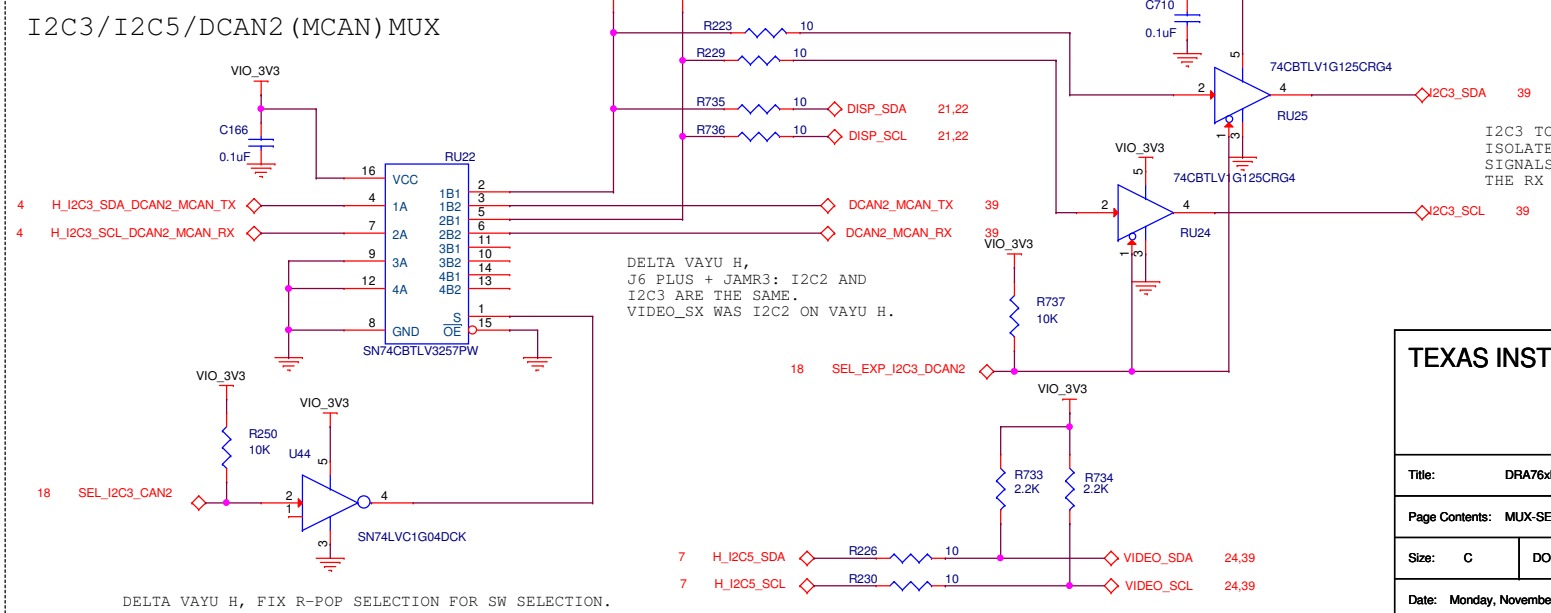 I2C3/I2C5/DCAN2(MCAN)MUX
C710
0.1uF
R223 10
R229 10
VIO_3V3
C166
0.1uF
R735 10 DISP_SDA 21,22
R736 10 DISP_SCL 21,22
5
74CBTLV1G125CRG4
2 4 I2C3_SDA 39
1 3
RU25
I2C3 TO
ISOLATE
SIGNALS
THE RX
RU22
16 VCC
4 H_I2C3_SDA_DCAN2_MCAN_TX 4 1A
4 H_I2C3_SCL_DCAN2_MCAN_RX 7 2A
9 3A
12 4A
8 GND
1B1 2
1B2 3
2B1 5
2B2 6
3B1 11
3B2 10
4B1 14
4B2 13
S 1
OE 15
SN74CBTLV3257PW
DCAN2_MCAN_TX 39
DCAN2_MCAN_RX 39
VIO_3V3
5
74CBTLV1G125CRG4
2 4 I2C3_SCL 39
1 3
RU24
DELTA VAYU H,
J6 PLUS + JAMR3: I2C2 AND
I2C3 ARE THE SAME.
VIDEO_SX WAS I2C2 ON VAYU H.
VIO_3V3
R737
10K
18 SEL_EXP_I2C3_DCAN2
VIO_3V3
R250
10K
VIO_3V3
U44
5
18 SEL_I2C3_CAN2 2 4
1
3
SN74LVC1G04DCK
VIO_3V3
R733
2.2K
R734
2.2K
7 H_I2C5_SDA R226 10 VIDEO_SDA 24,39
7 H_I2C5_SCL R230 10 VIDEO_SCL 24,39
DELTA VAYU H, FIX R-POP SELECTION FOR SW SELECTION.
TEXAS INST
Title: DRA76x
Page Contents: MUX-SE
Size: C DO
Date: Monday, Novembe